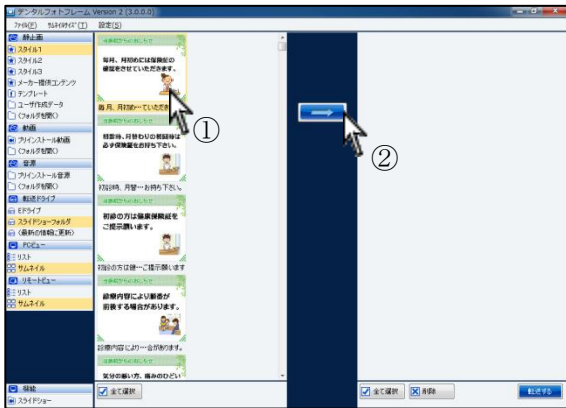 デンタルフォトフレーム Version 2 (3.0.0.0)
ファイル(F) サムネイルサイズ(T) 設定(S)
静止画
スタイル1
スタイル2
スタイル3
メーカー提供コンテンツ
テンプレート
ユーザ作成データ
(フォルダを開く)
動画
プリインストール動画
(フォルダを開く)
音源
プリインストール音源
(フォルダを開く)
転送ドライブ
Eドライブ
スライドショーフォルダ
(最新の情報に更新)
PCビュー
リスト
サムネイル
リモートビュー
リスト
サムネイル
機能
スライドショー
毎月、月初めには保険証の
確認をさせていただきます。
毎月、月初め…ていただき
①
初診時、月替わりの初回時は
必ず保険証をお持ち下さい。
初診時、月替…お持ち下さい。
初診の方は健康保険証を
ご提示願います。
初診の方は健…ご提示願います
診療内容により順番が
前後する場合があります。
診療内容により…合があります。
気分の悪い方、痛みのひどい
全て選択
②
全て選択
削除
転送する